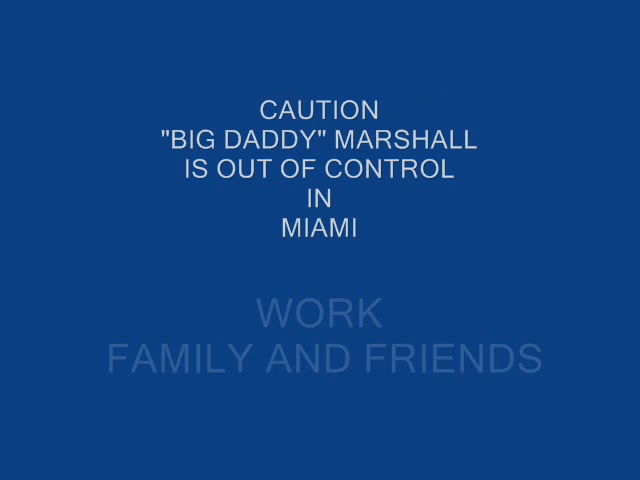 CAUTION
"BIG DADDY" MARSHALL
IS OUT OF CONTROL
IN
MIAMI
WORK
FAMILY AND FRIENDS